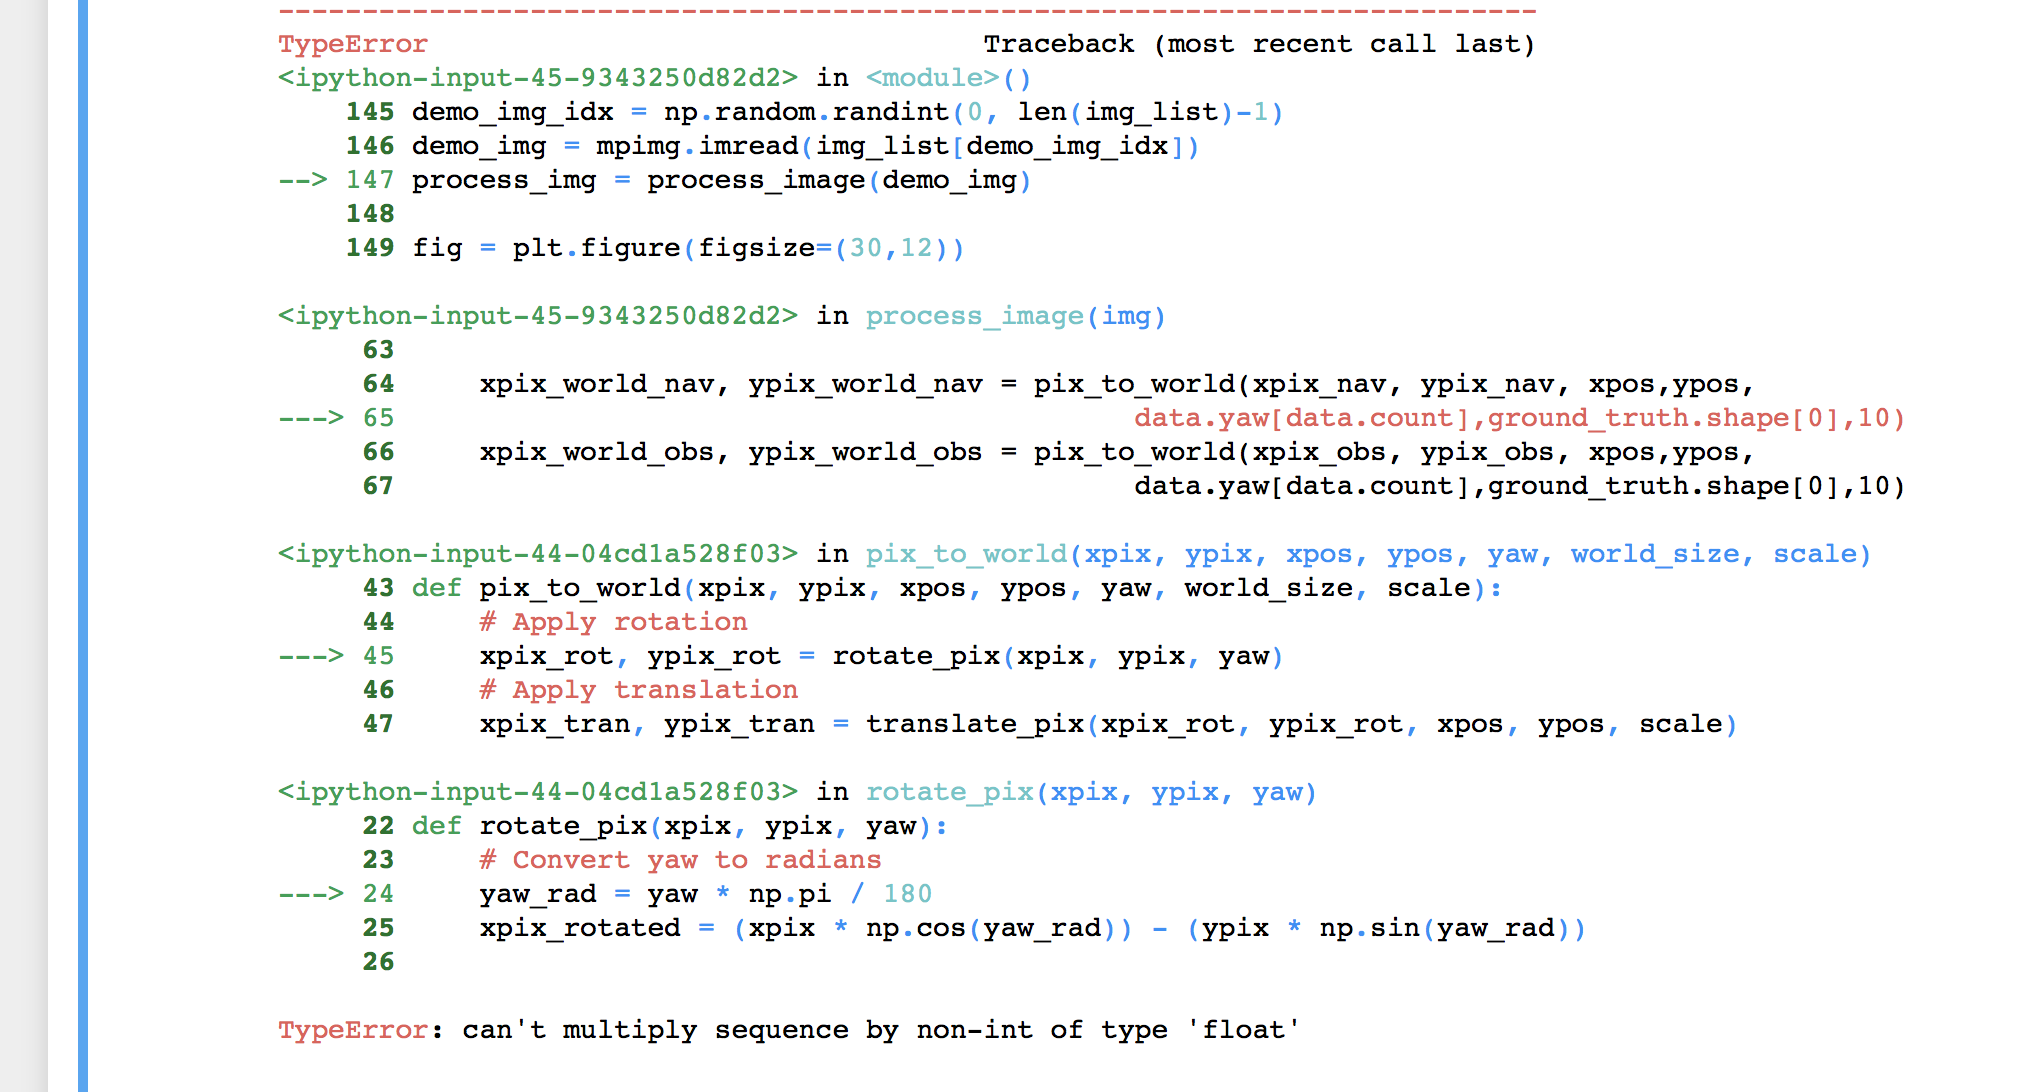 ---------------------------------------------------------------------------
TypeError                                 Traceback (most recent call last)
<ipython-input-45-9343250d82d2> in <module>()
    145 demo_img_idx = np.random.randint(0, len(img_list)-1)
    146 demo_img = mpimg.imread(img_list[demo_img_idx])
--> 147 process_img = process_image(demo_img)
    148
    149 fig = plt.figure(figsize=(30,12))
<ipython-input-45-9343250d82d2> in process_image(img)
     63
     64     xpix_world_nav, ypix_world_nav = pix_to_world(xpix_nav, ypix_nav, xpos,ypos,
---> 65                                            data.yaw[data.count],ground_truth.shape[0],10)
     66     xpix_world_obs, ypix_world_obs = pix_to_world(xpix_obs, ypix_obs, xpos,ypos,
     67                                            data.yaw[data.count],ground_truth.shape[0],10)
<ipython-input-44-04cd1a528f03> in pix_to_world(xpix, ypix, xpos, ypos, yaw, world_size, scale)
     43 def pix_to_world(xpix, ypix, xpos, ypos, yaw, world_size, scale):
     44     # Apply rotation
---> 45     xpix_rot, ypix_rot = rotate_pix(xpix, ypix, yaw)
     46     # Apply translation
     47     xpix_tran, ypix_tran = translate_pix(xpix_rot, ypix_rot, xpos, ypos, scale)
<ipython-input-44-04cd1a528f03> in rotate_pix(xpix, ypix, yaw)
     22 def rotate_pix(xpix, ypix, yaw):
     23     # Convert yaw to radians
---> 24     yaw_rad = yaw * np.pi / 180
     25     xpix_rotated = (xpix * np.cos(yaw_rad)) - (ypix * np.sin(yaw_rad))
     26
TypeError: can't multiply sequence by non-int of type 'float'